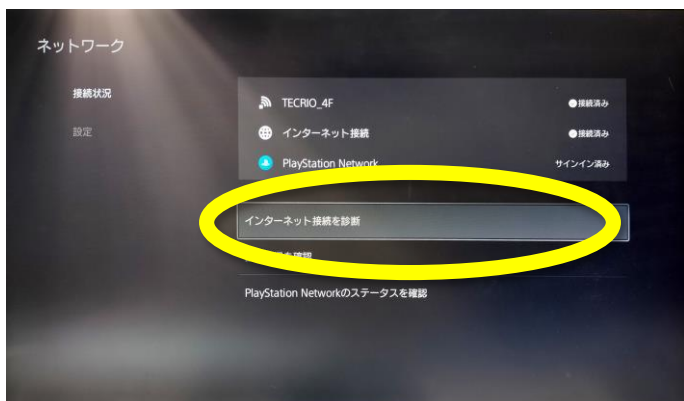 ネットワーク
接続状況
設定
TECRIO_4F
接続済み
インターネット接続
接続済み
PlayStation Network
サインイン済み
インターネット接続を診断
を確認
PlayStation Networkのステータスを確認